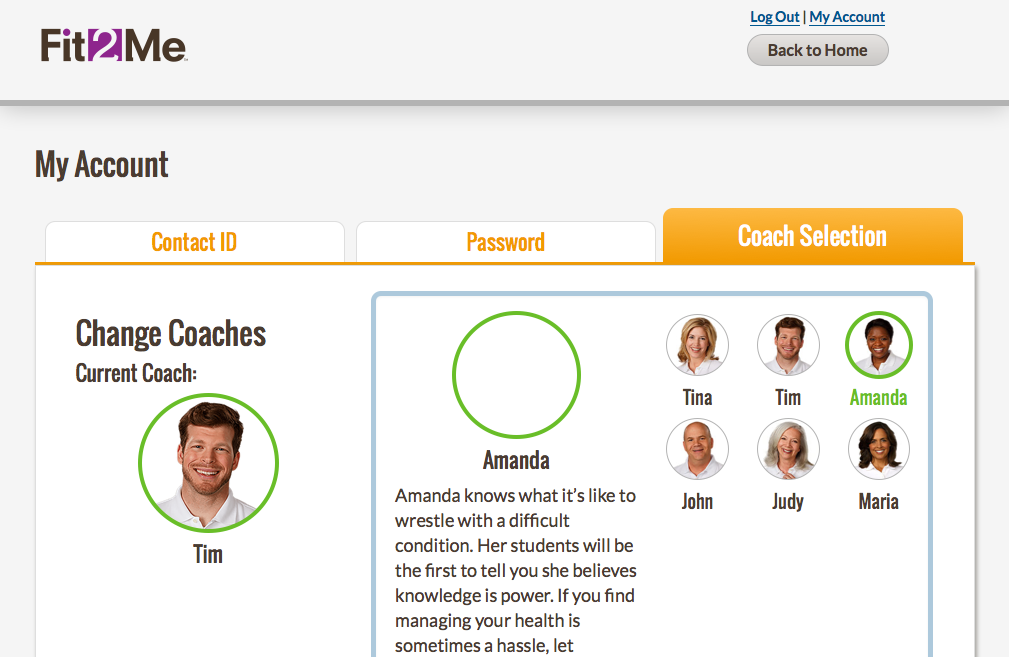 Log Out | My Account
Fit2Me
Back to Home
My Account
Contact ID
Password
Coach Selection
Change Coaches
Current Coach:
Tim
Amanda
Amanda knows what it’s like to
wrestle with a difficult
condition. Her students will be
the first to tell you she believes
knowledge is power. If you find
managing your health is
sometimes a hassle, let
Tina
Tim
Amanda
John
Judy
Maria